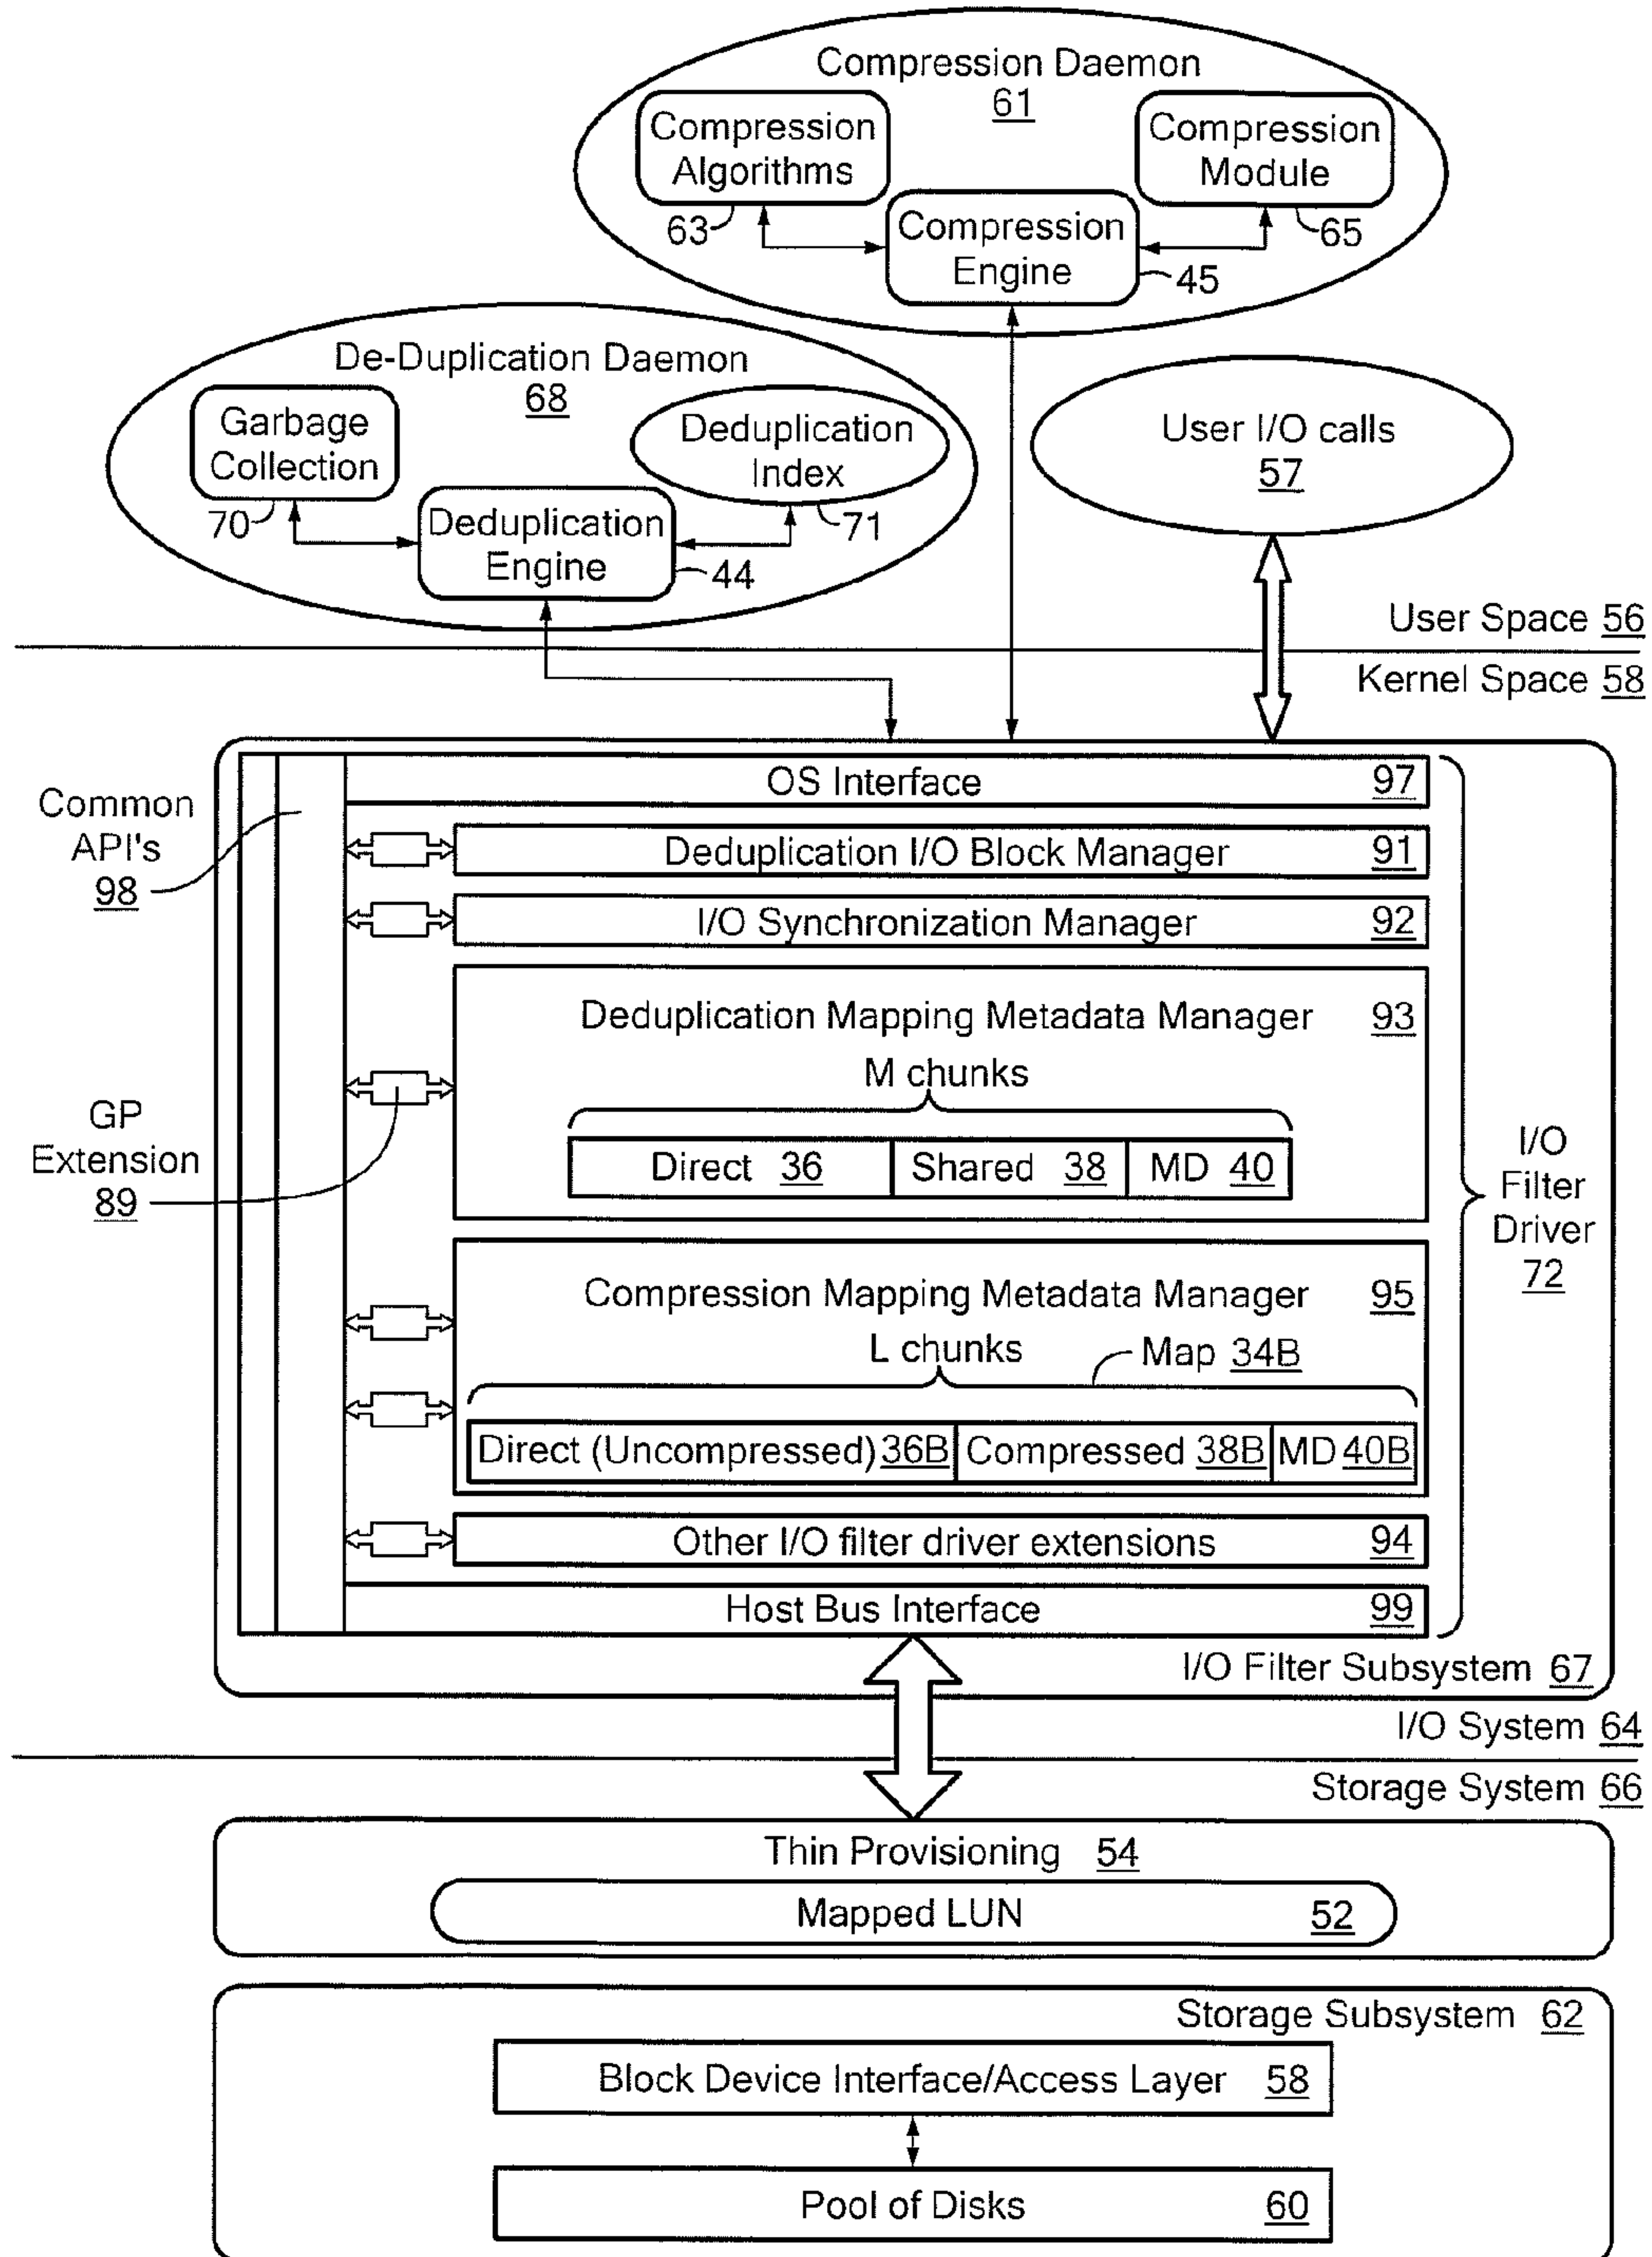 Compression Daemon
61
Compression
Algorithms
63
Compression
Module
65
Compression
Engine
45
De-Duplication Daemon
68
Garbage
Collection
70
Deduplication
Index
71
Deduplication
Engine
44
User I/O calls
57
User Space 56
Kernel Space 58
OS Interface 97
Common
API's
98
Deduplication I/O Block Manager 91
I/O Synchronization Manager 92
Deduplication Mapping Metadata Manager 93
M chunks
Direct 36 Shared 38 MD 40
GP
Extension
89
Compression Mapping Metadata Manager 95
L chunks Map 34B
Direct (Uncompressed) 36B Compressed 38B MD 40B
I/O
Filter
Driver
72
Other I/O filter driver extensions 94
Host Bus Interface 99
I/O Filter Subsystem 67
I/O System 64
Storage System 66
Thin Provisioning 54
Mapped LUN 52
Storage Subsystem 62
Block Device Interface/Access Layer 58
Pool of Disks 60